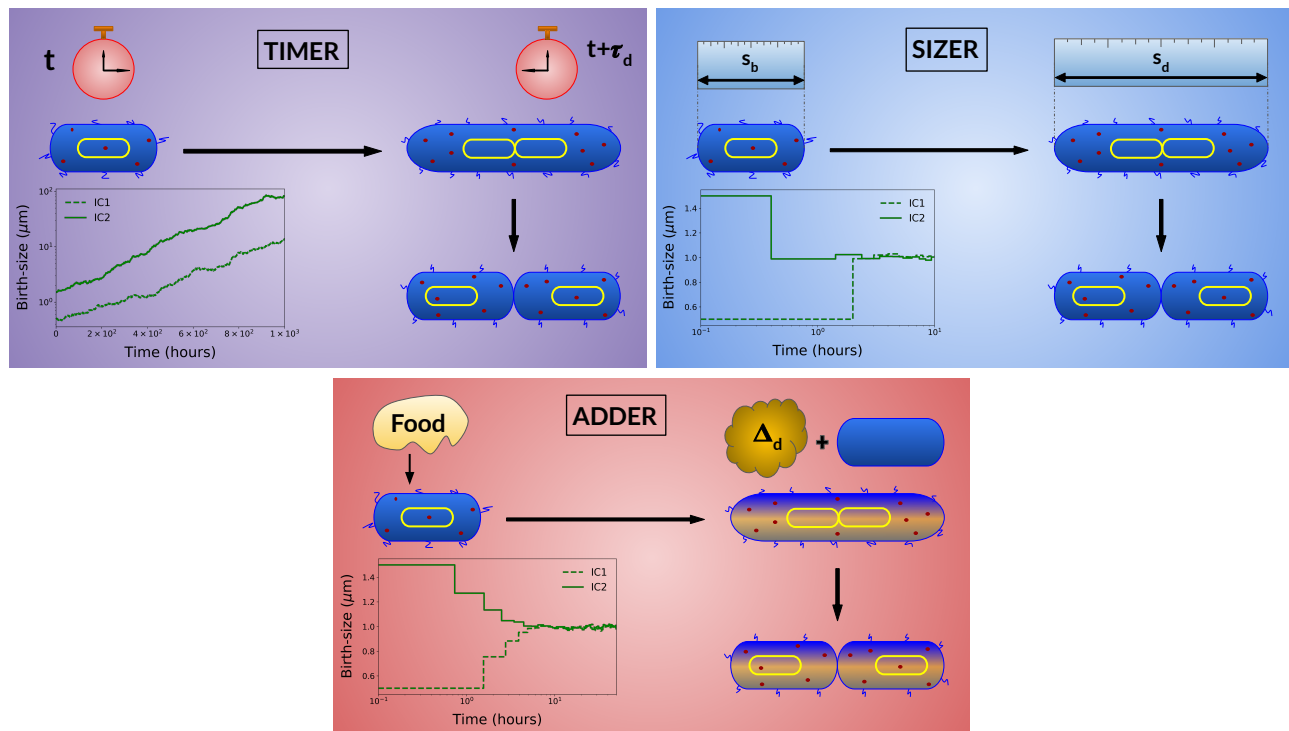 TIMER
t
t+τd
IC1
IC2
10²
10¹
10⁰
Birth-size (μm)
0
2×10²
4×10²
6×10²
8×10²
1×10³
Time (hours)
SIZER
sb
sd
IC1
IC2
1.4
1.2
1.0
0.8
0.6
Birth-size (μm)
10⁻¹
10⁰
10¹
Time (hours)
ADDER
Food
Δd
+
IC1
IC2
1.4
1.2
1.0
0.8
0.6
Birth-size (μm)
10⁻¹
10⁰
10¹
Time (hours)